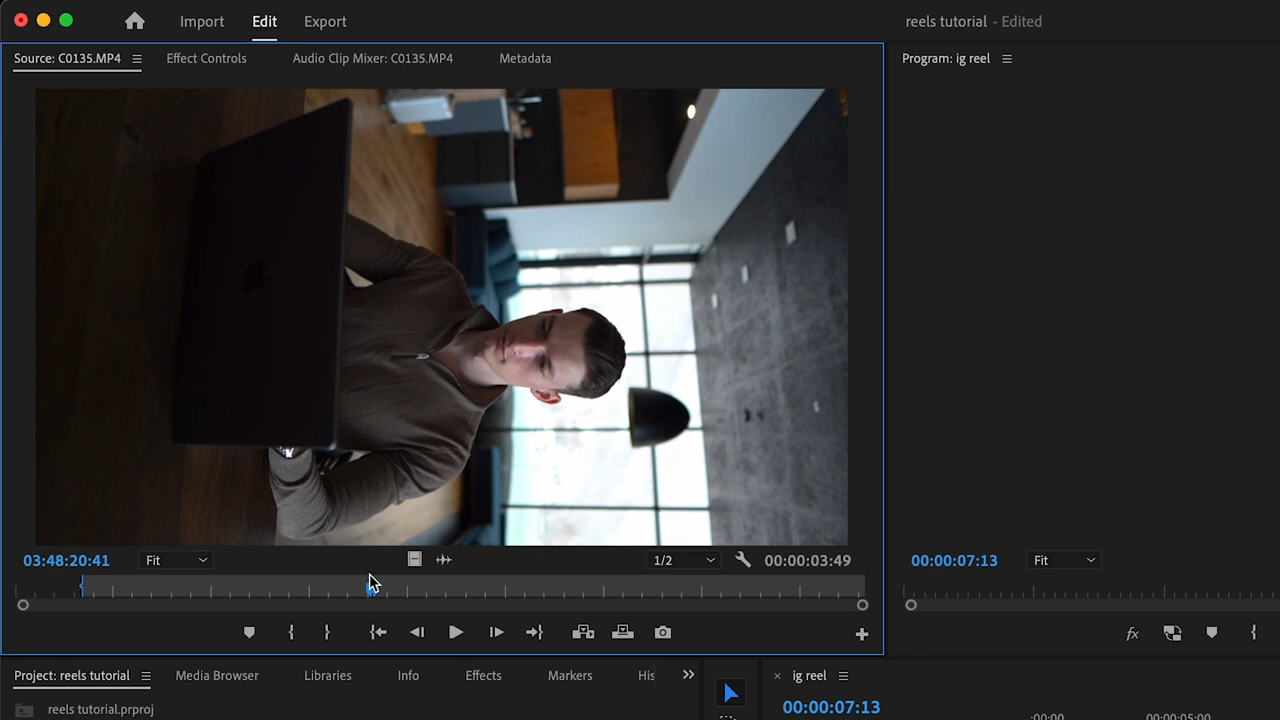 Import Edit Export reels tutorial - Edited
Source: C0135.MP4 Effect Controls Audio Clip Mixer: C0135.MP4 Metadata Program: ig reel
03:48:20:41 Fit 1/2 00:00:03:49 00:00:07:13 Fit
fx
Project: reels tutorial Media Browser Libraries Info Effects Markers His × ig reel
reels tutorial.prproj 00:00:07:13 :00:00 00:00:05:00